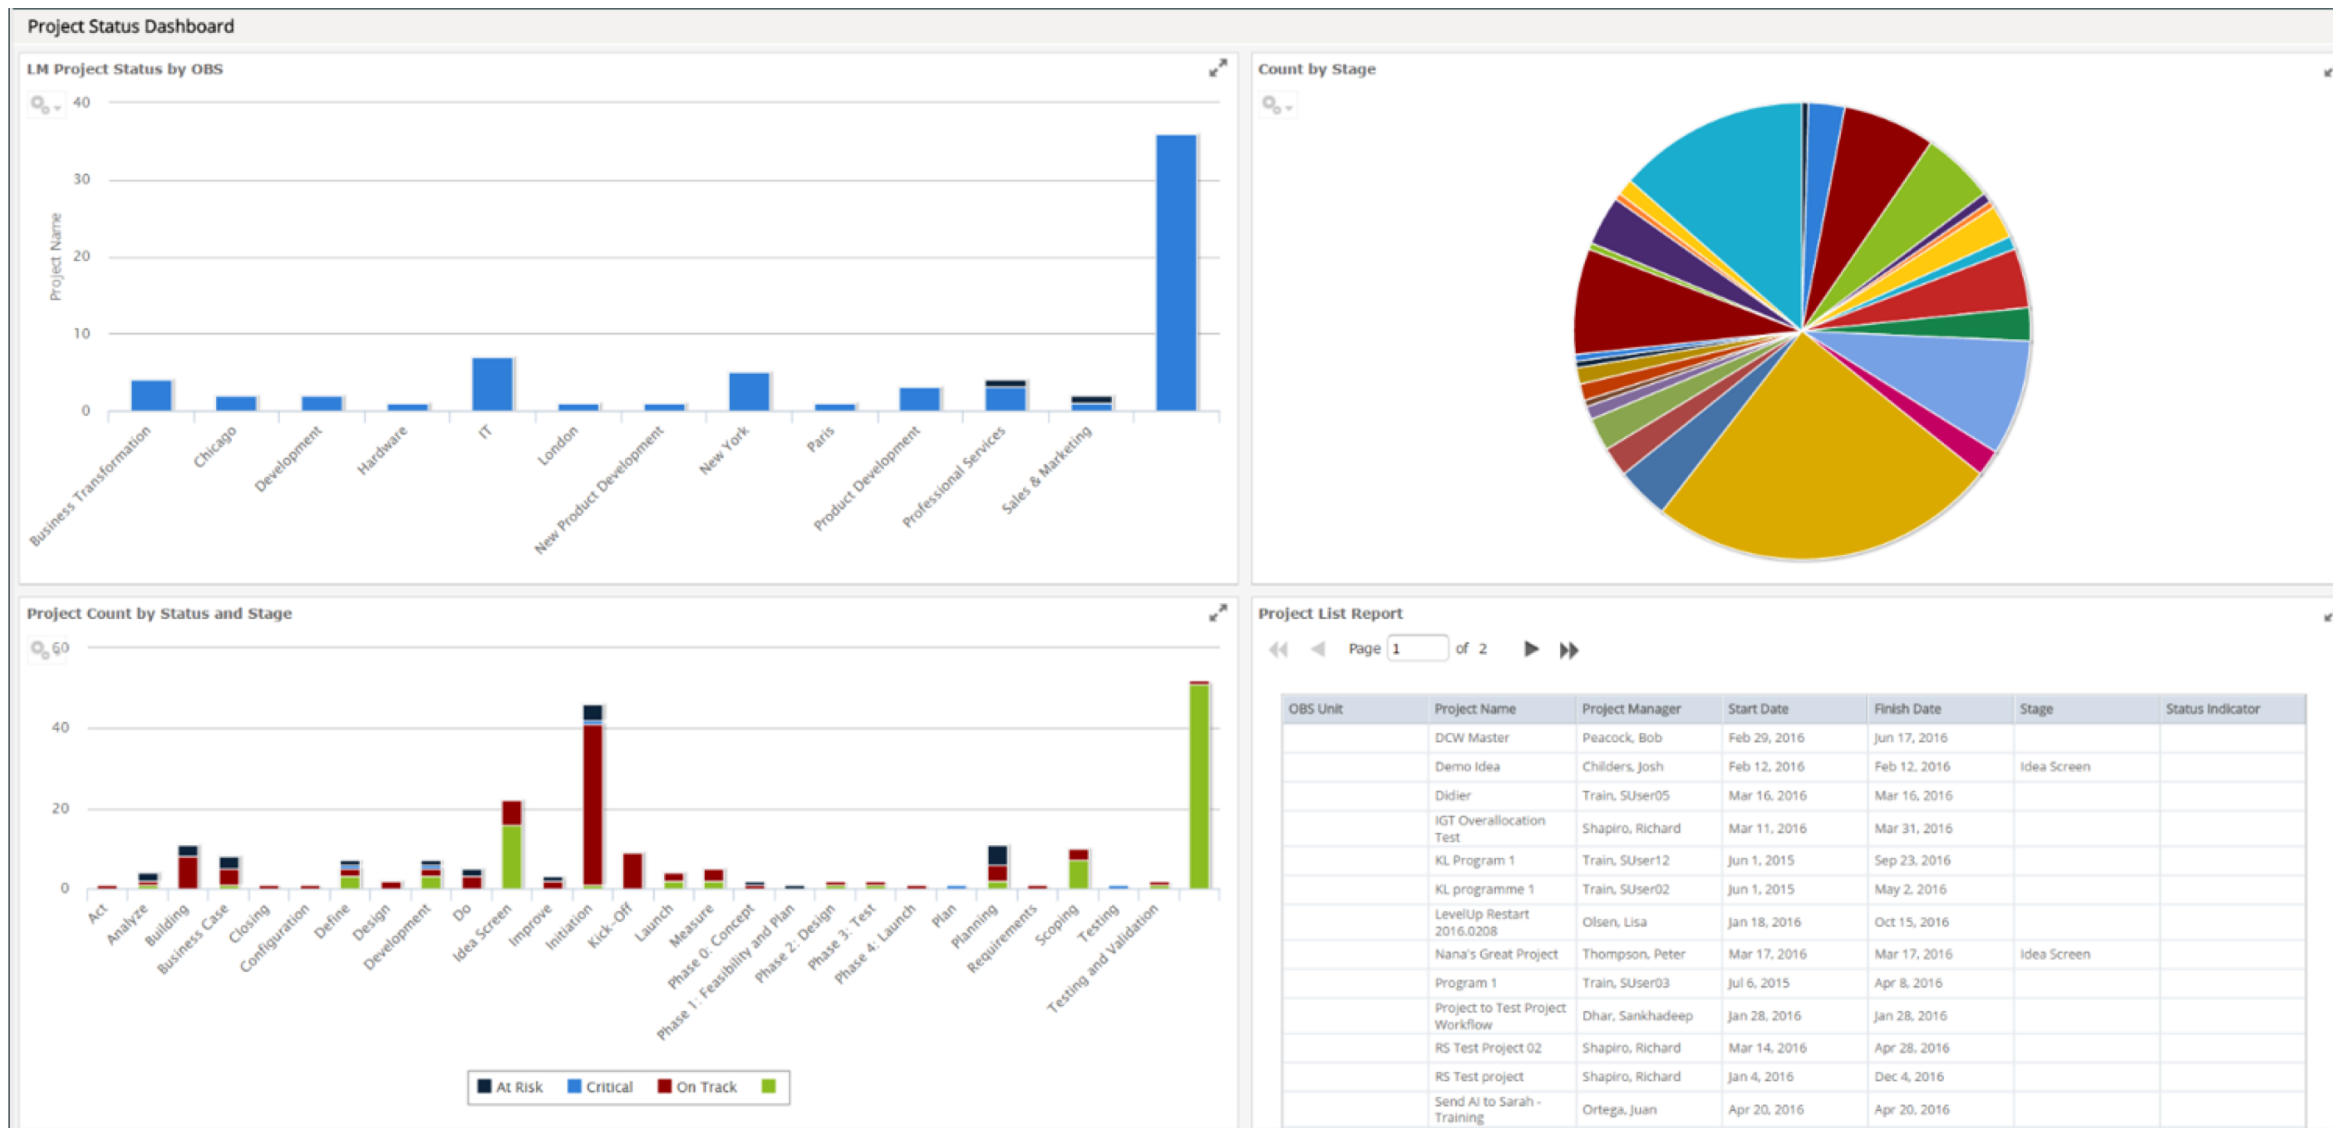 Project Status Dashboard
LM Project Status by OBS
40
30
20
10
0
Project Name
Business Transformation
Chicago
Development
Hardware
IT
London
New Product Development
New York
Paris
Product Development
Professional Services
Sales & Marketing
Count by Stage
Project Count by Status and Stage
60
40
20
0
Act
Analyze
Building
Business Case
Closing
Configuration
Define
Design
Development
Do
Idea Screen
Improve
Initiation
Kick-Off
Launch
Measure
Phase 0: Concept
Phase 1: Feasibility and Plan
Phase 2: Design
Phase 3: Test
Phase 4: Launch
Plan
Planning
Requirements
Scoping
Testing
Testing and Validation
At Risk Critical On Track
Project List Report
Page 1 of 2
OBS Unit Project Name Project Manager Start Date Finish Date Stage Status Indicator
DCW Master Peacock, Bob Feb 29, 2016 Jun 17, 2016
Demo Idea Childers, Josh Feb 12, 2016 Feb 12, 2016 Idea Screen
Didier Train, SUser05 Mar 16, 2016 Mar 16, 2016
IGT Overallocation
Test Shapiro, Richard Mar 11, 2016 Mar 31, 2016
KL Program 1 Train, SUser12 Jun 1, 2015 Sep 23, 2016
KL programme 1 Train, SUser02 Jun 1, 2015 May 2, 2016
LevelUp Restart
2016.0208 Olsen, Lisa Jan 18, 2016 Oct 15, 2016
Nana's Great Project Thompson, Peter Mar 17, 2016 Mar 17, 2016 Idea Screen
Program 1 Train, SUser03 Jul 6, 2015 Apr 8, 2016
Project to Test Project
Workflow Dhar, Sankhadeep Jan 28, 2016 Jan 28, 2016
RS Test Project 02 Shapiro, Richard Mar 14, 2016 Apr 28, 2016
RS Test project Shapiro, Richard Jan 4, 2016 Dec 4, 2016
Send AI to Sarah -
Training Ortega, Juan Apr 20, 2016 Apr 20, 2016